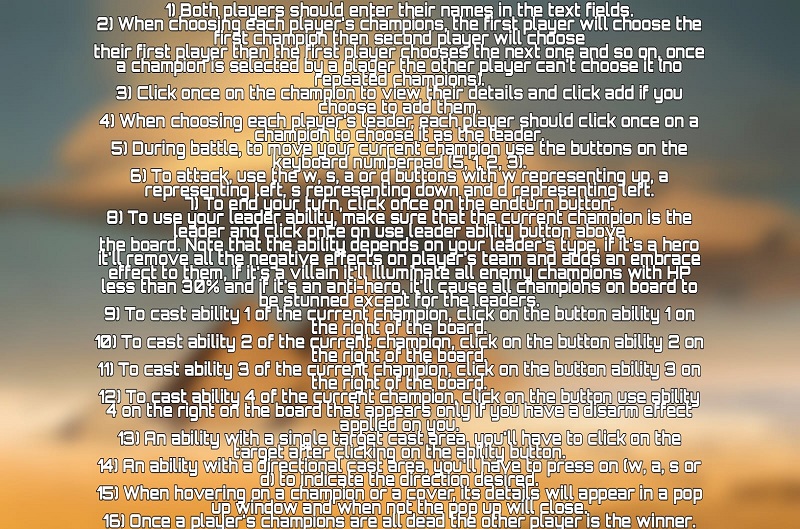 1) Both players should enter their names in the text fields.
2) When choosing each player's champions, the first player will choose the
first champion then second player will choose
their first player then the first player chooses the next one and so on, once
a champion is selected by a player the other player can't choose it (no
repeated champions).
3) Click once on the champion to view their details and click add if you
choose to add them.
4) When choosing each player's leader, each player should click once on a
champion to choose it as the leader.
5) During battle, to move your current champion use the buttons on the
keyboard numberpad (5, 1, 2, 3).
6) To attack, use the w, s, a or d buttons with w representing up, a
representing left, s representing down and d representing left.
7) To end your turn, click once on the endturn button.
8) To use your leader ability, make sure that the current champion is the
leader and click once on use leader ability button above
the board. Note that the ability depends on your leader's type, if it's a hero
it'll remove all the negative effects on player's team and adds an embrace
effect to them, if it's a villain it'll illuminate all enemy champions with HP
less than 30% and if it's an anti-hero, it'll cause all champions on board to
be stunned except for the leaders.
9) To cast ability 1 of the current champion, click on the button ability 1 on
the right of the board.
10) To cast ability 2 of the current champion, click on the button ability 2 on
the right of the board.
11) To cast ability 3 of the current champion, click on the button ability 3 on
the right of the board.
12) To cast ability 4 of the current champion, click on the button use ability
4 on the right on the board that appears only if you have a disarm effect
applied on you.
13) An ability with a single target cast area, you'll have to click on the
target after clicking on the ability button.
14) An ability with a directional cast area, you'll have to press on (w, a, s or
d) to indicate the direction desired.
15) When hovering on a champion or a cover, its details will appear in a pop
up window and when not the pop up will close.
16) Once a player's champions are all dead the other player is the winner.